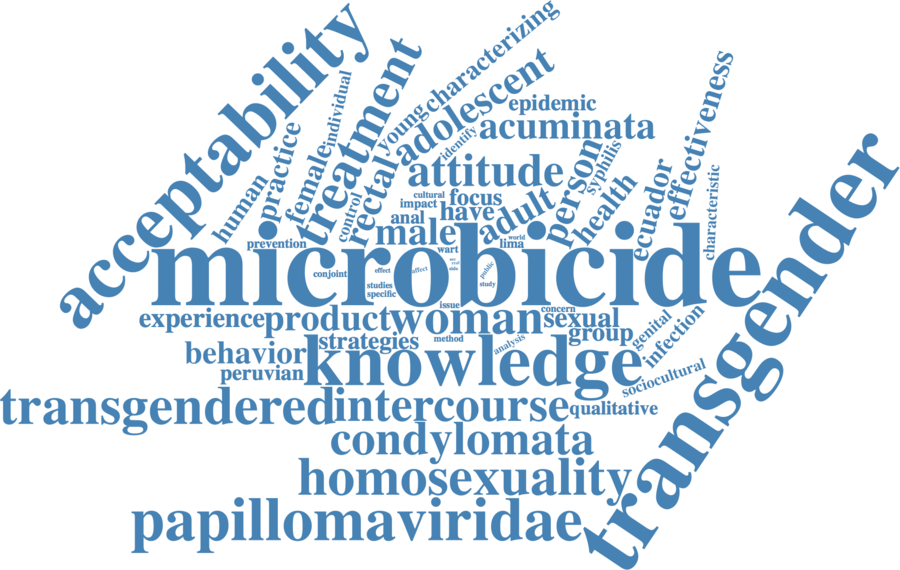 acceptability
treatment
characterizing
individual
young
adolescent
epidemic
acuminata
effectiveness
practice
female
human
rectal
identify
attitude
person
syphilis
control
cultural
impact
focus
anal
have
adult
health
ecuador
characteristic
transgender
prevention
male
wart
lima
world
microbicide
conjoint
effect
affect
public
studies
specific
study
issue
concern
experience
product
woman
sexual
group
genital
infection
strategies
method
analysis
behavior
knowledge
peruvian
sociocultural
transgendered
intercourse
qualitative
condylomata
homosexuality
papillomaviridae